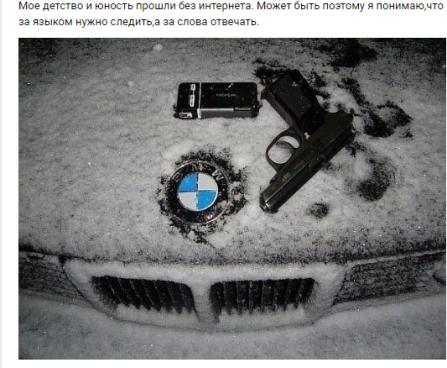 Мое детство и юность прошли без интернета. Может быть поэтому я понимаю,что
за языком нужно следить,а за слова отвечать.